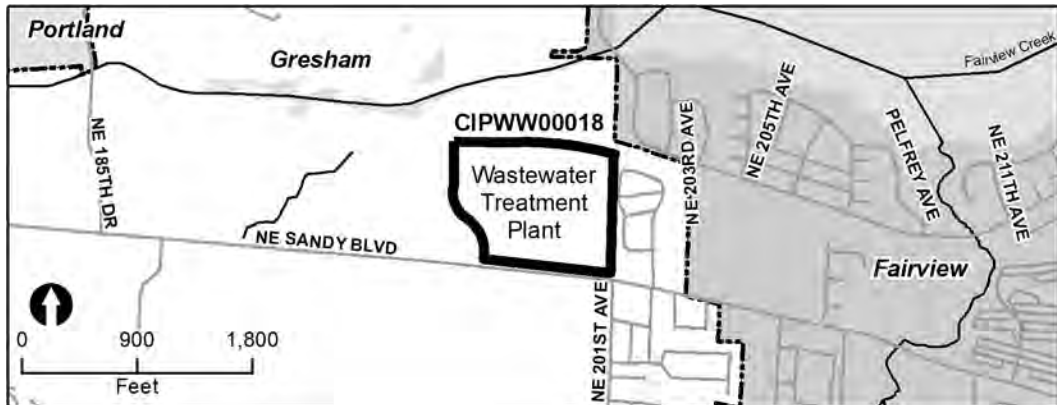 Portland
Gresham
Fairview Creek
CIPWW00018
Wastewater
Treatment
Plant
NE 185TH DR
NE SANDY BLVD
NE 201ST AVE
NE 203RD AVE
NE 205TH AVE
PELFREY AVE
NE 211TH AVE
Fairview
0 900 1,800
Feet